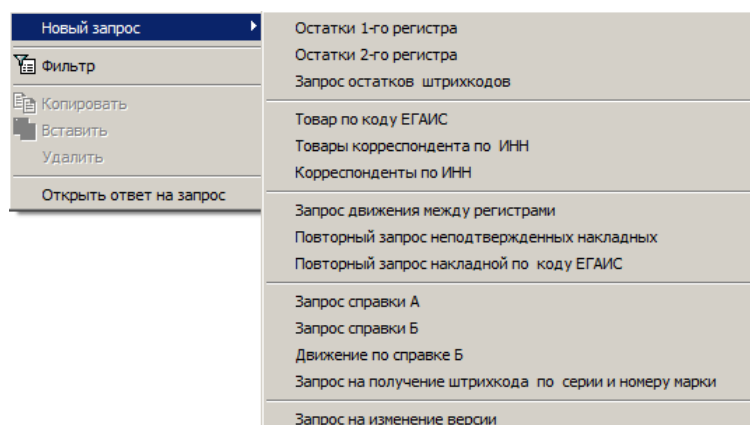 Новый запрос
Фильтр
Копировать
Вставить
Удалить
Открыть ответ на запрос
Остатки 1-го регистра
Остатки 2-го регистра
Запрос остатков штрихкодов
Товар по коду ЕГАИС
Товары корреспондента по ИНН
Корреспонденты по ИНН
Запрос движения между регистрами
Повторный запрос неподтвержденных накладных
Повторный запрос накладной по коду ЕГАИС
Запрос справки А
Запрос справки Б
Движение по справке Б
Запрос на получение штрихкода по серии и номеру марки
Запрос на изменение версии